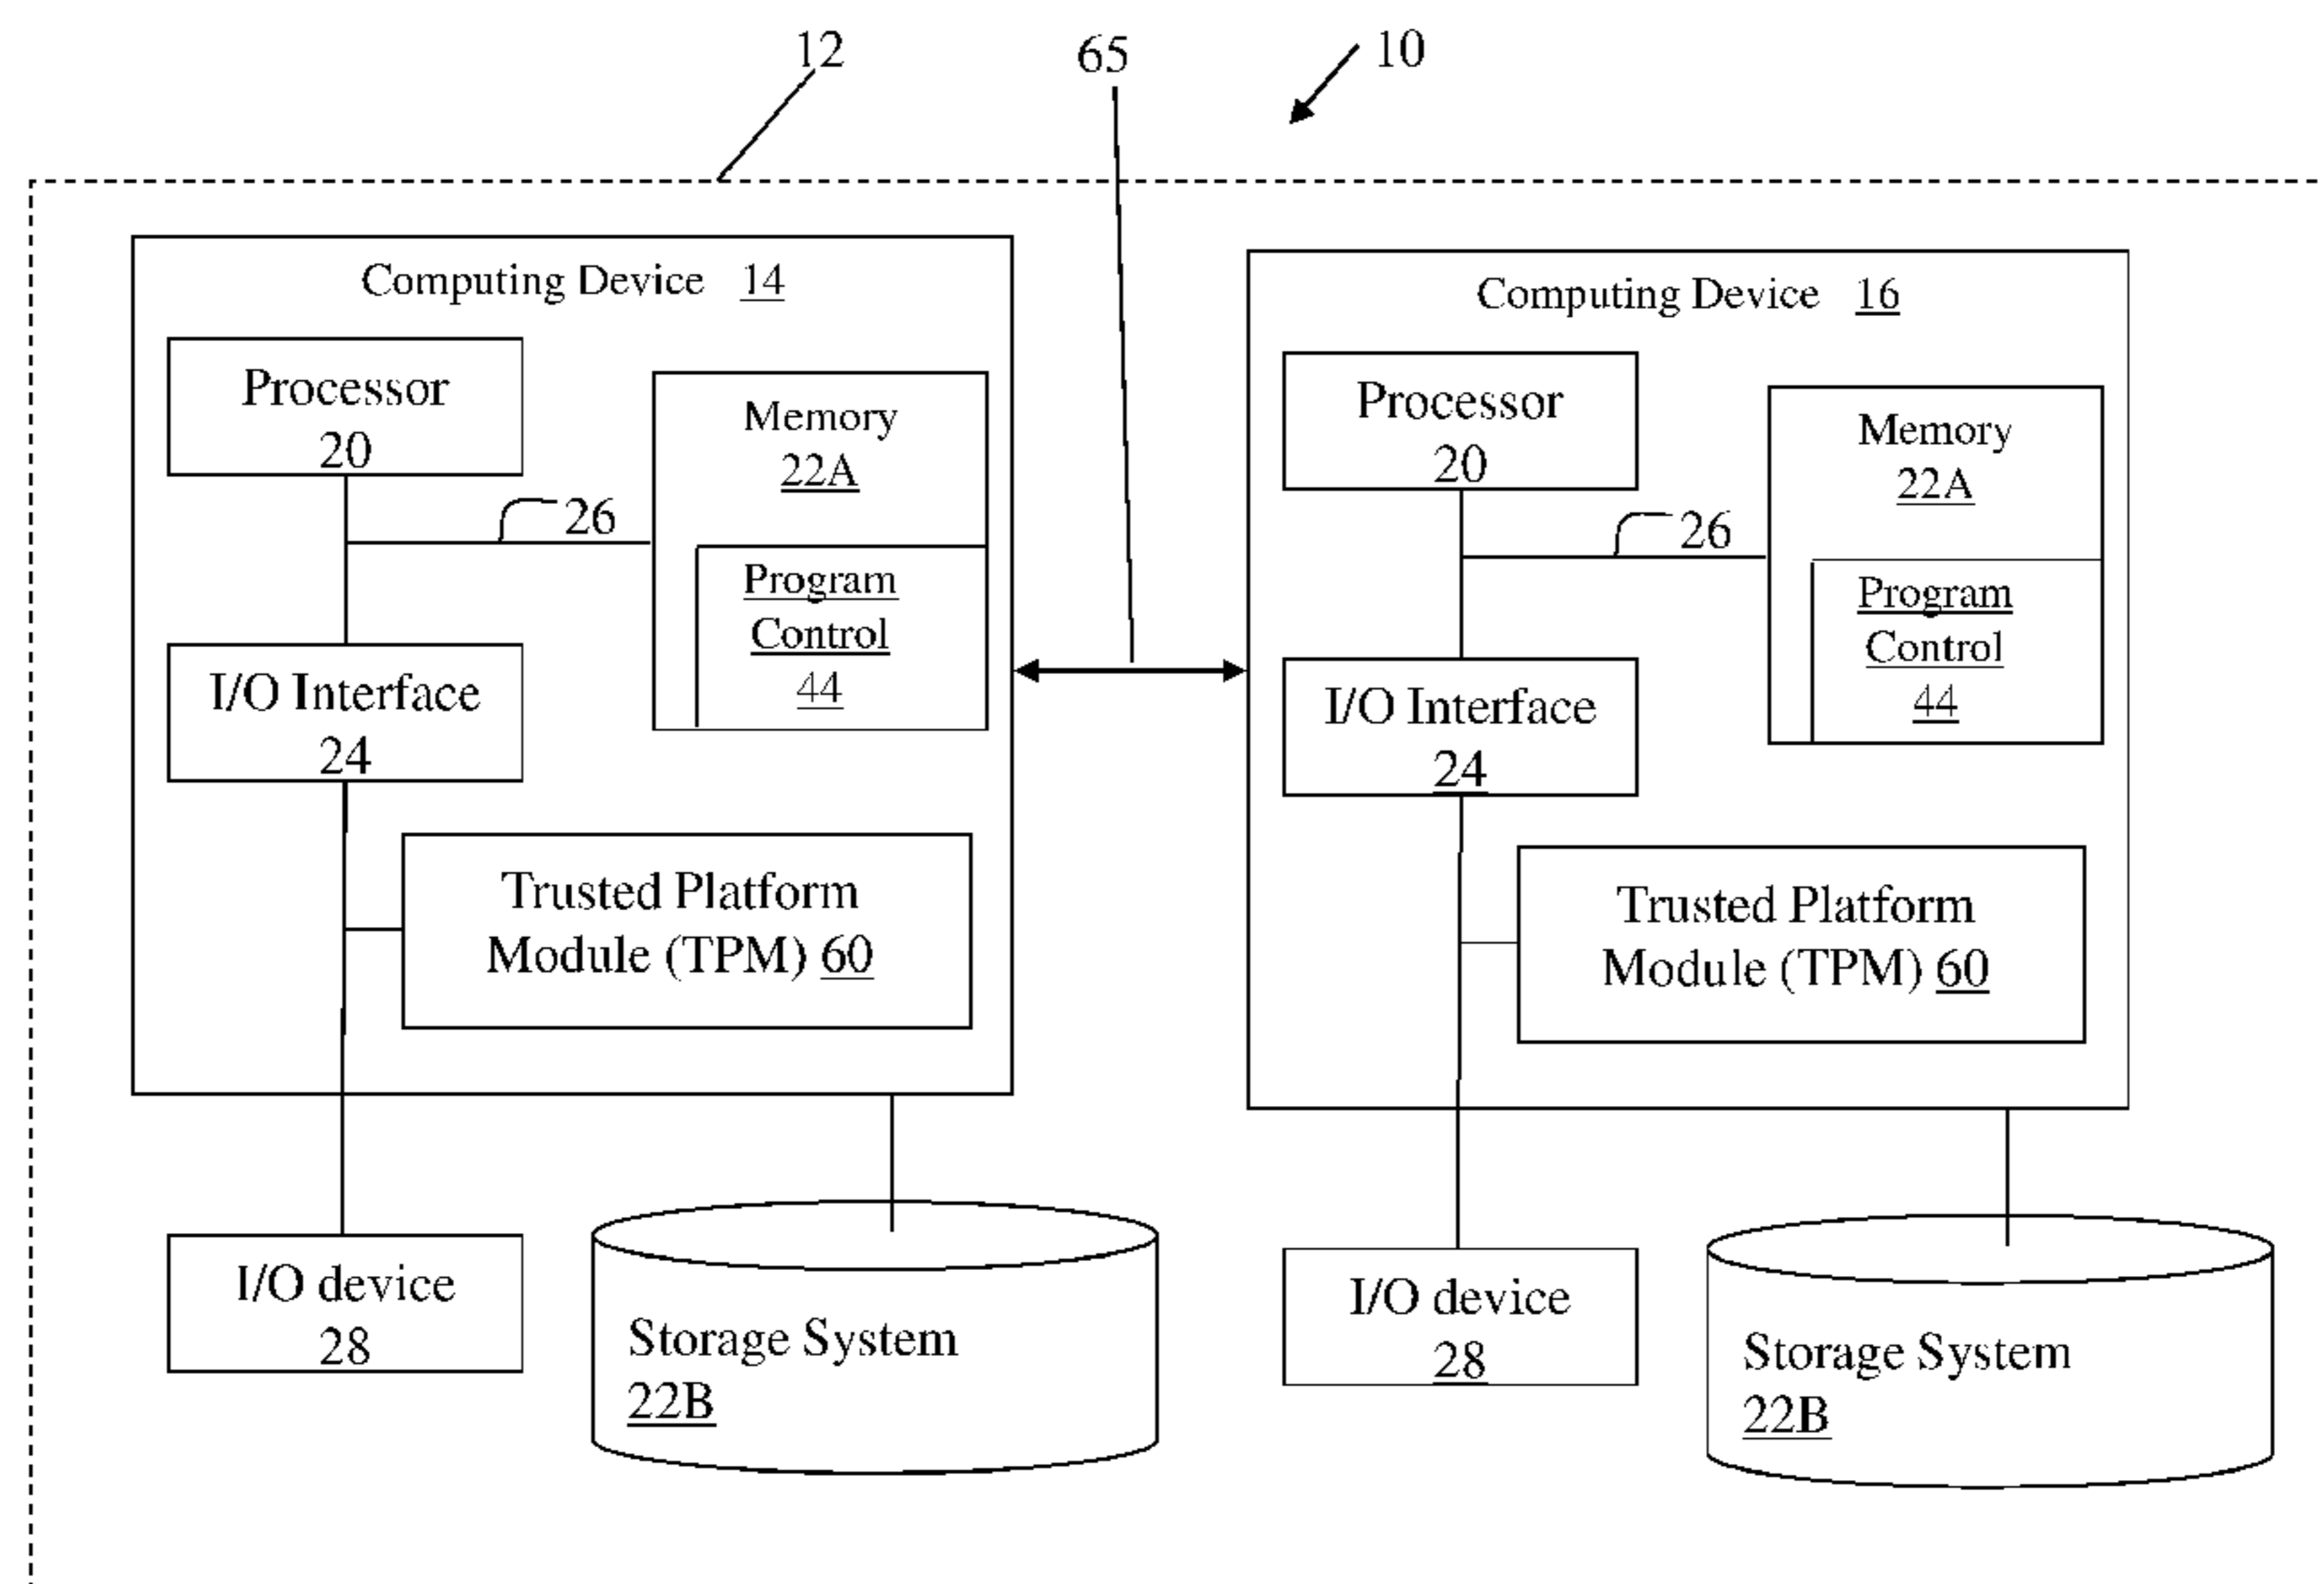 12
65
10
Computing Device 14
Processor
20
Memory
22A
26
Program
Control
44
I/O Interface
24
Trusted Platform
Module (TPM) 60
I/O device
28
Storage System
22B
Computing Device 16
Processor
20
Memory
22A
26
Program
Control
44
I/O Interface
24
Trusted Platform
Module (TPM) 60
I/O device
28
Storage System
22B